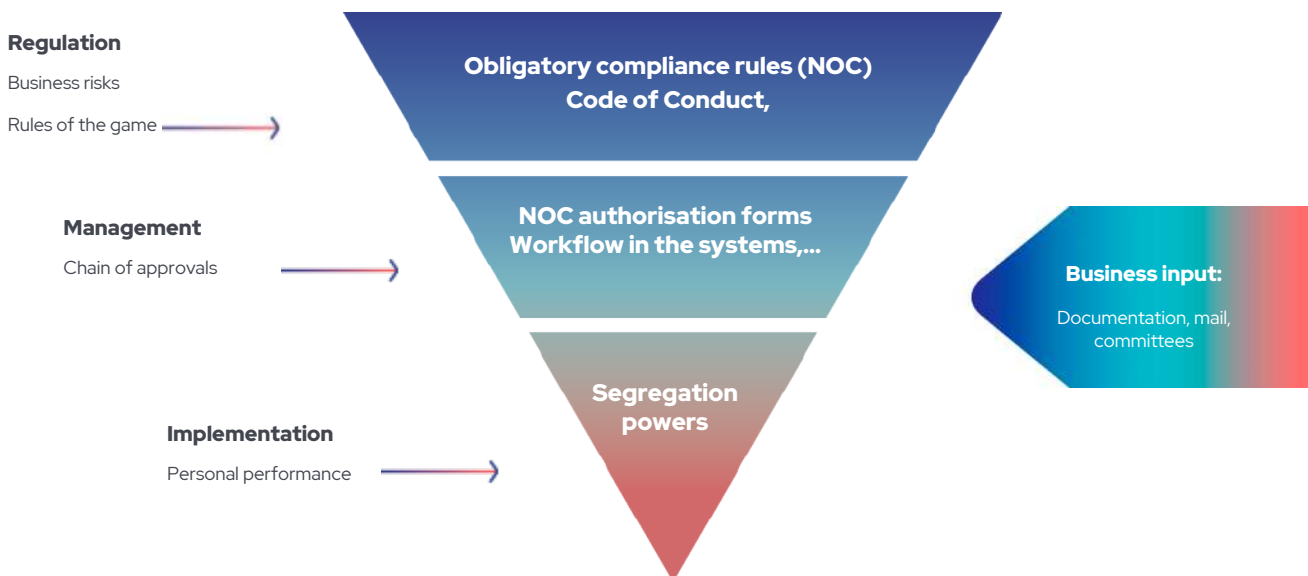 Regulation
Business risks
Rules of the game
Obligatory compliance rules (NOC)
Code of Conduct,
Management
Chain of approvals
NOC authorisation forms
Workflow in the systems,...
Business input:
Documentation, mail,
committees
Implementation
Personal performance
Segregation
powers